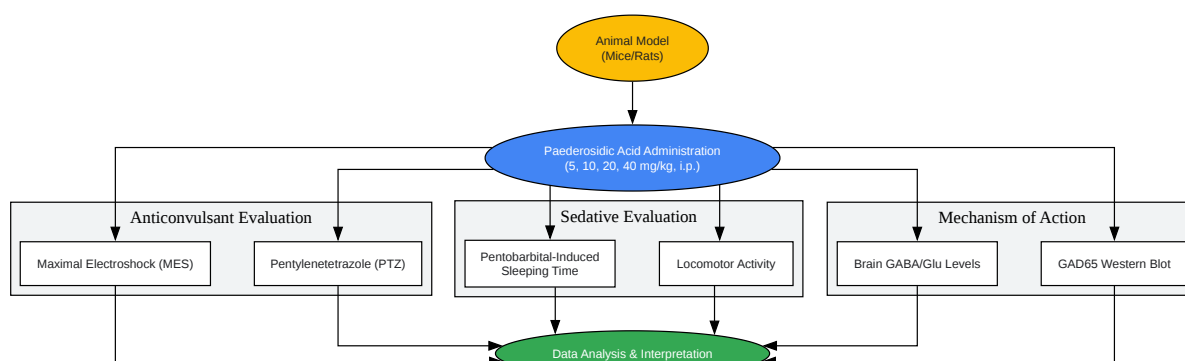 Animal Model
(Mice/Rats)
Paederosidic Acid Administration
(5, 10, 20, 40 mg/kg, i.p.)
Anticonvulsant Evaluation
Sedative Evaluation
Mechanism of Action
Maximal Electroshock (MES)
Pentylenetetrazole (PTZ)
Pentobarbital-Induced
Sleeping Time
Locomotor Activity
Brain GABA/Glu Levels
GAD65 Western Blot
Data Analysis & Interpretation